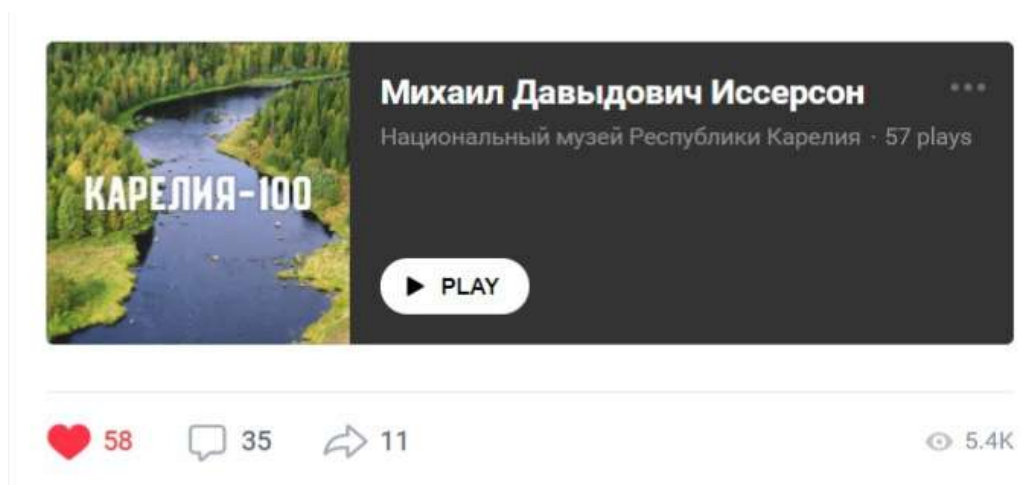 Михаил Давыдович Иссерсон
Национальный музей Республики Карелия · 57 plays
КАРЕЛИЯ-100
PLAY
58
35
11
5.4K